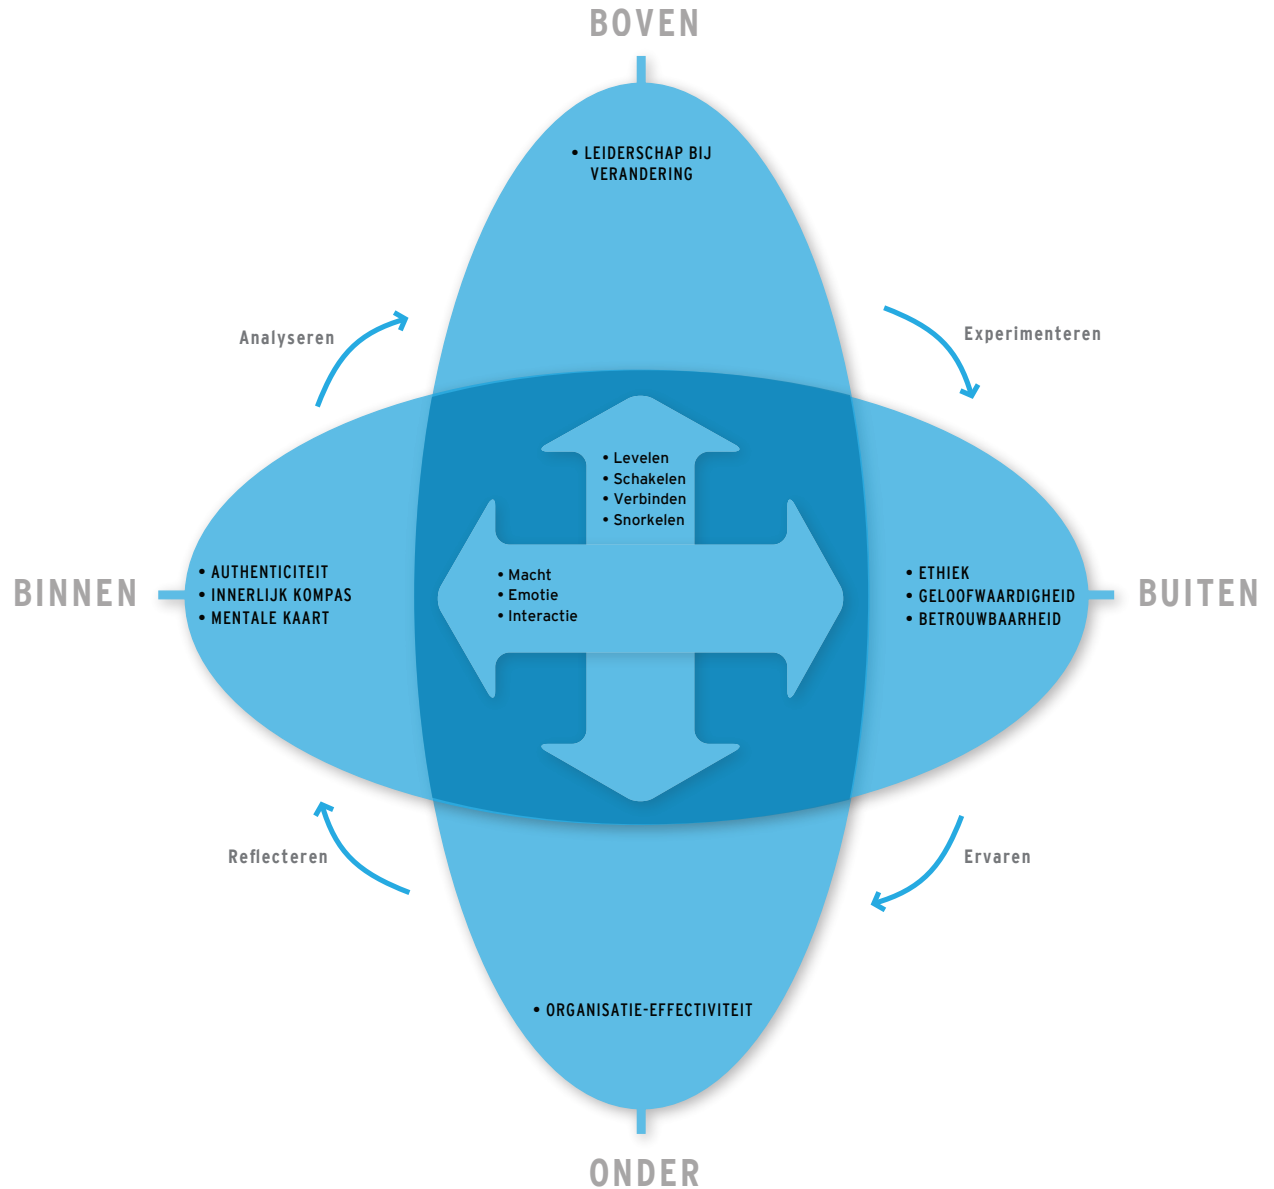 BOVEN
• LEIDERSCHAP BIJ
VERANDERING
Analyseren
Experimenteren
• Levelen
• Schakelen
• Verbinden
• Snorkelen
BINNEN
• AUTHENTICITEIT
• INNERLIJK KOMPAS
• MENTALE KAART
• Macht
• Emotie
• Interactie
• ETHIEK
• GELOOFWAARDIGHEID
• BETROUWBAARHEID
BUITEN
Reflecteren
Ervaren
• ORGANISATIE-EFFECTIVITEIT
ONDER